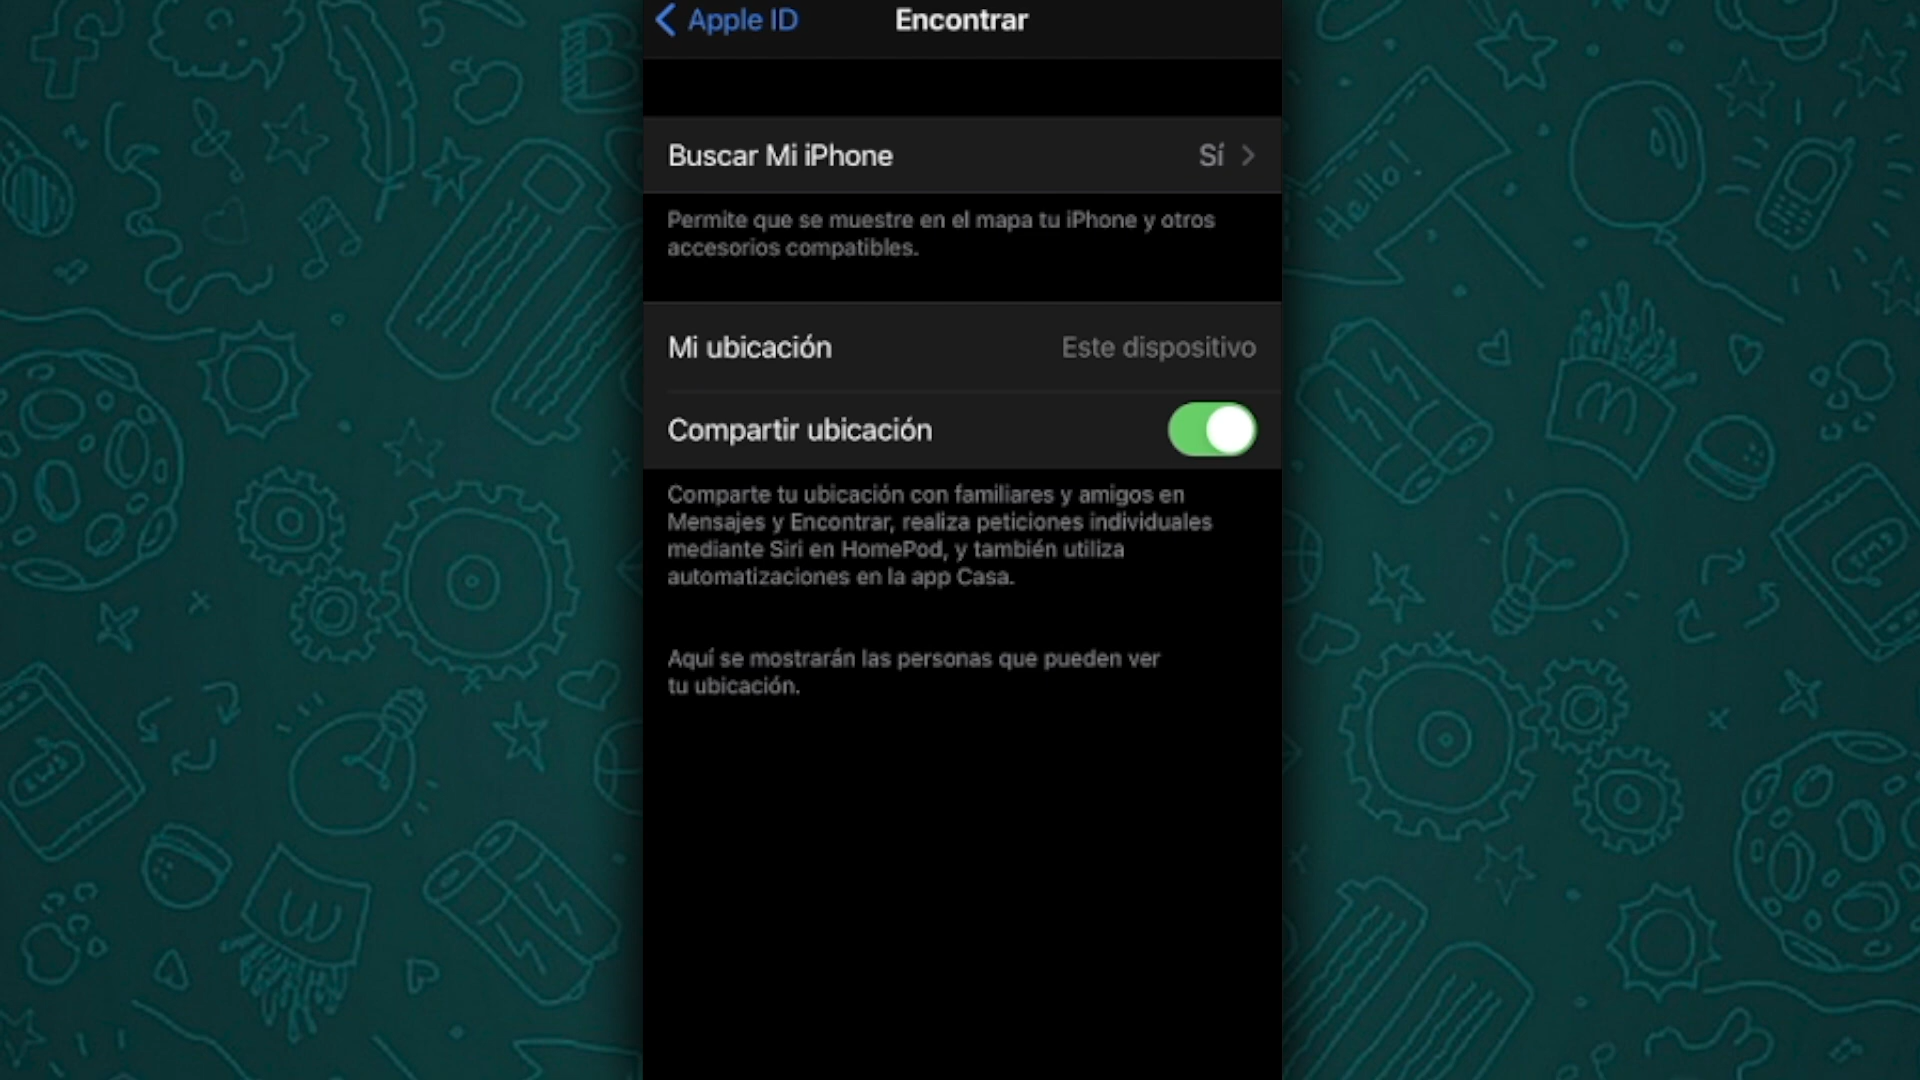 Apple ID
Encontrar
Buscar Mi iPhone
Sí
Permite que se muestre en el mapa tu iPhone y otros
accesorios compatibles.
Mi ubicación
Este dispositivo
Compartir ubicación
Comparte tu ubicación con familiares y amigos en
Mensajes y Encontrar, realiza peticiones individuales
mediante Siri en HomePod, y también utiliza
automatizaciones en la app Casa.
Aquí se mostrarán las personas que pueden ver
tu ubicación.
Hello!
SMS
SMS